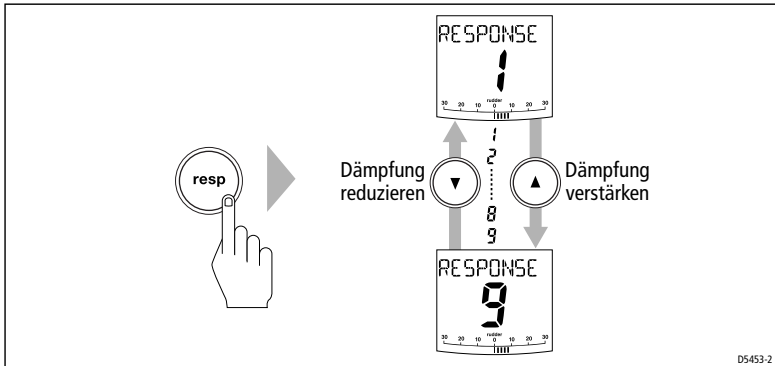 RESPONSE
1
rudder
30 20 10 0 10 20 30
resp
1
2
8
9
Dämpfung
reduzieren
Dämpfung
verstärken
RESPONSE
9
rudder
30 20 10 0 10 20 30
D5453-2